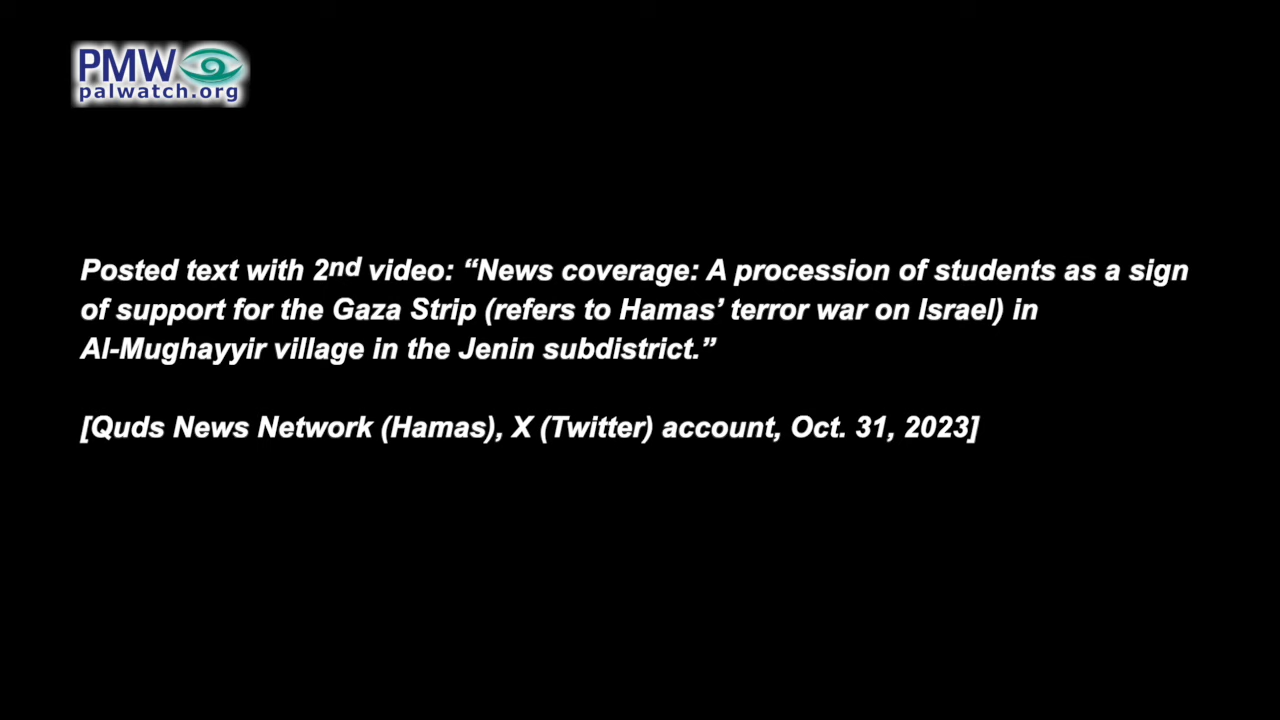 PMW
palwatch.org
Posted text with 2nd video: “News coverage: A procession of students as a sign
of support for the Gaza Strip (refers to Hamas’ terror war on Israel) in
Al-Mughayyir village in the Jenin subdistrict.”
[Quds News Network (Hamas), X (Twitter) account, Oct. 31, 2023]